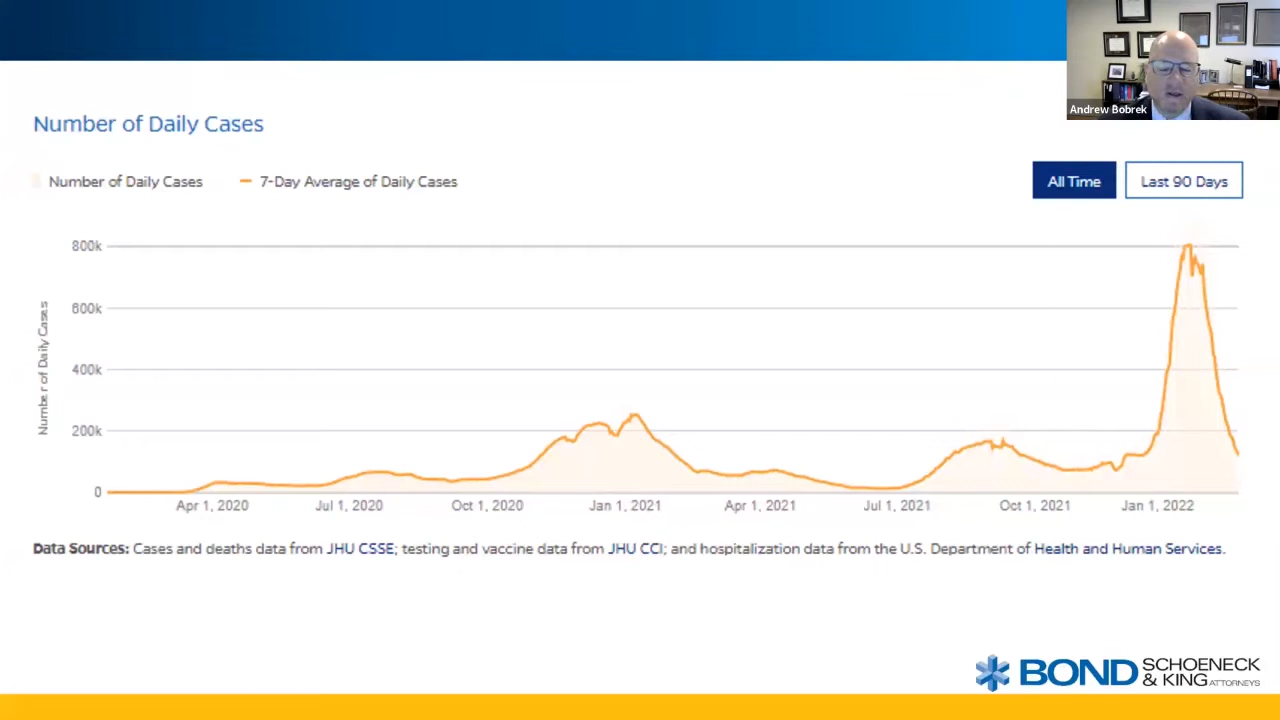 Andrew Bobrek
Number of Daily Cases
Number of Daily Cases
7-Day Average of Daily Cases
All Time
Last 90 Days
Number of Daily Cases
800k
600k
400k
200k
0
Apr 1, 2020
Jul 1, 2020
Oct 1, 2020
Jan 1, 2021
Apr 1, 2021
Jul 1, 2021
Oct 1, 2021
Jan 1, 2022
Data Sources: Cases and deaths data from JHU CSSE; testing and vaccine data from JHU CCI; and hospitalization data from the U.S. Department of Health and Human Services.
BOND SCHOENECK
& KING ATTORNEYS